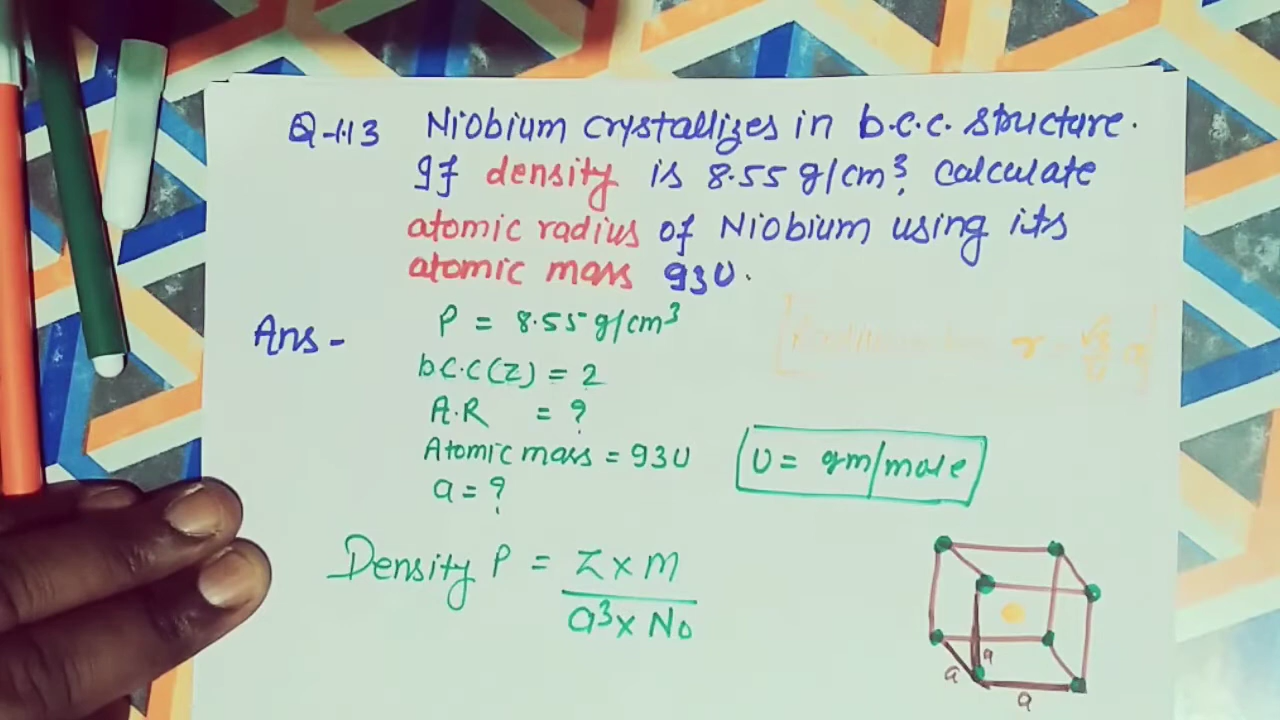 Q-113 Niobium crystallizes in b.c.c. structure.
If density is 8.55 g/cm³, calculate
atomic radius of Niobium using its
atomic mass 93U.
Ans - ρ = 8.55 g/cm³
b.C.C(Z) = 2
A.R = ?
Atomic mass = 93U
U = gm/mole
a = ?
Density ρ = Z × M
a³ × No
a
a
a